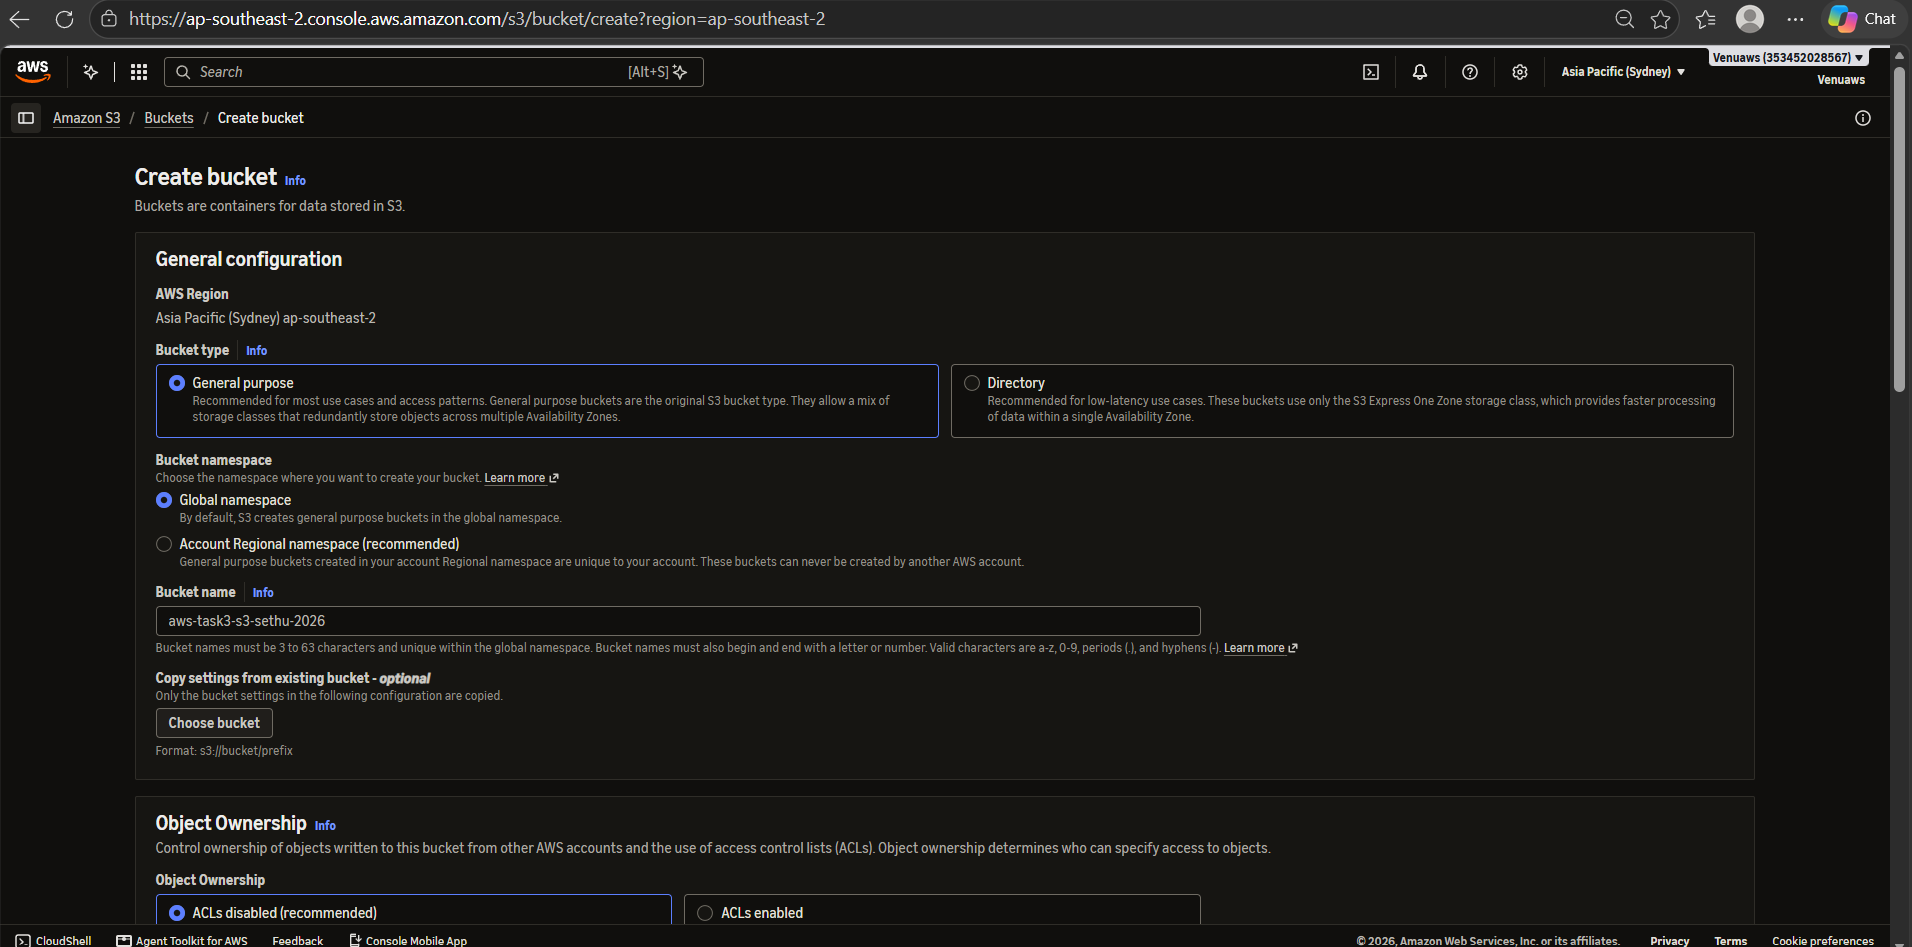 https://ap-southeast-2.console.aws.amazon.com/s3/bucket/create?region=ap-southeast-2
Chat
aws
Search
[Alt+S]
Asia Pacific (Sydney)
Venuaws (353452028567)
Venuaws
Amazon S3 / Buckets / Create bucket
Create bucket Info
Buckets are containers for data stored in S3.
General configuration
AWS Region
Asia Pacific (Sydney) ap-southeast-2
Bucket type Info
General purpose
Recommended for most use cases and access patterns. General purpose buckets are the original S3 bucket type. They allow a mix of
storage classes that redundantly store objects across multiple Availability Zones.
Directory
Recommended for low-latency use cases. These buckets use only the S3 Express One Zone storage class, which provides faster processing
of data within a single Availability Zone.
Bucket namespace
Choose the namespace where you want to create your bucket. Learn more
Global namespace
By default, S3 creates general purpose buckets in the global namespace.
Account Regional namespace (recommended)
General purpose buckets created in your account Regional namespace are unique to your account. These buckets can never be created by another AWS account.
Bucket name Info
aws-task3-s3-sethu-2026
Bucket names must be 3 to 63 characters and unique within the global namespace. Bucket names must also begin and end with a letter or number. Valid characters are a-z, 0-9, periods (.), and hyphens (-). Learn more
Copy settings from existing bucket - optional
Only the bucket settings in the following configuration are copied.
Choose bucket
Format: s3://bucket/prefix
Object Ownership Info
Control ownership of objects written to this bucket from other AWS accounts and the use of access control lists (ACLs). Object ownership determines who can specify access to objects.
Object Ownership
ACLs disabled (recommended)
ACLs enabled
CloudShell
Agent Toolkit for AWS
Feedback
Console Mobile App
© 2026, Amazon Web Services, Inc. or its affiliates.
Privacy
Terms
Cookie preferences